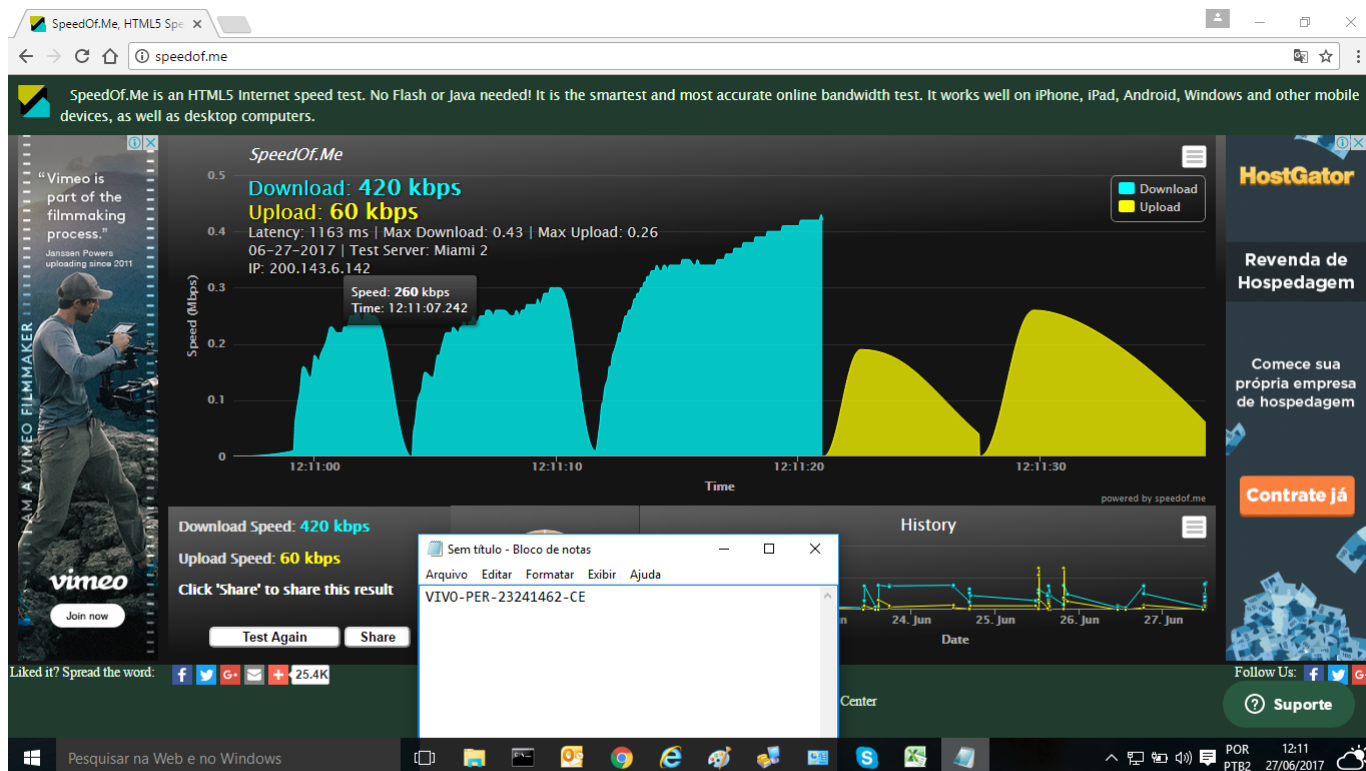 SpeedOf.Me, HTML5 Spe
speedof.me
SpeedOf.Me is an HTML5 Internet speed test. No Flash or Java needed! It is the smartest and most accurate online bandwidth test. It works well on iPhone, iPad, Android, Windows and other mobile
devices, as well as desktop computers.
“Vimeo is
part of the
filmmaking
process.”
Janssen Powers
uploading since 2011
I AM A VIMEO FILMMAKER
vimeo
Join now
SpeedOf.Me
Download: 420 kbps
Upload: 60 kbps
Latency: 1163 ms | Max Download: 0.43 | Max Upload: 0.26
06-27-2017 | Test Server: Miami 2
IP: 200.143.6.142
Speed: 260 kbps
Time: 12:11:07.242
Download
Upload
Speed (Mbps)
0.5
0.4
0.3
0.2
0.1
0
12:11:00
12:11:10
12:11:20
12:11:30
Time
powered by speedof.me
HostGator
Revenda de
Hospedagem
Comece sua
própria empresa
de hospedagem
Contrate já
Download Speed: 420 kbps
Upload Speed: 60 kbps
Click 'Share' to share this result
Test Again
Share
Sem título - Bloco de notas
Arquivo Editar Formatar Exibir Ajuda
VIVO-PER-23241462-CE
History
n
24. Jun
25. Jun
26. Jun
27. Jun
Date
Liked it? Spread the word:
25.4K
Center
Follow Us:
Suporte
Pesquisar na Web e no Windows
POR
PTB2
12:11
27/06/2017